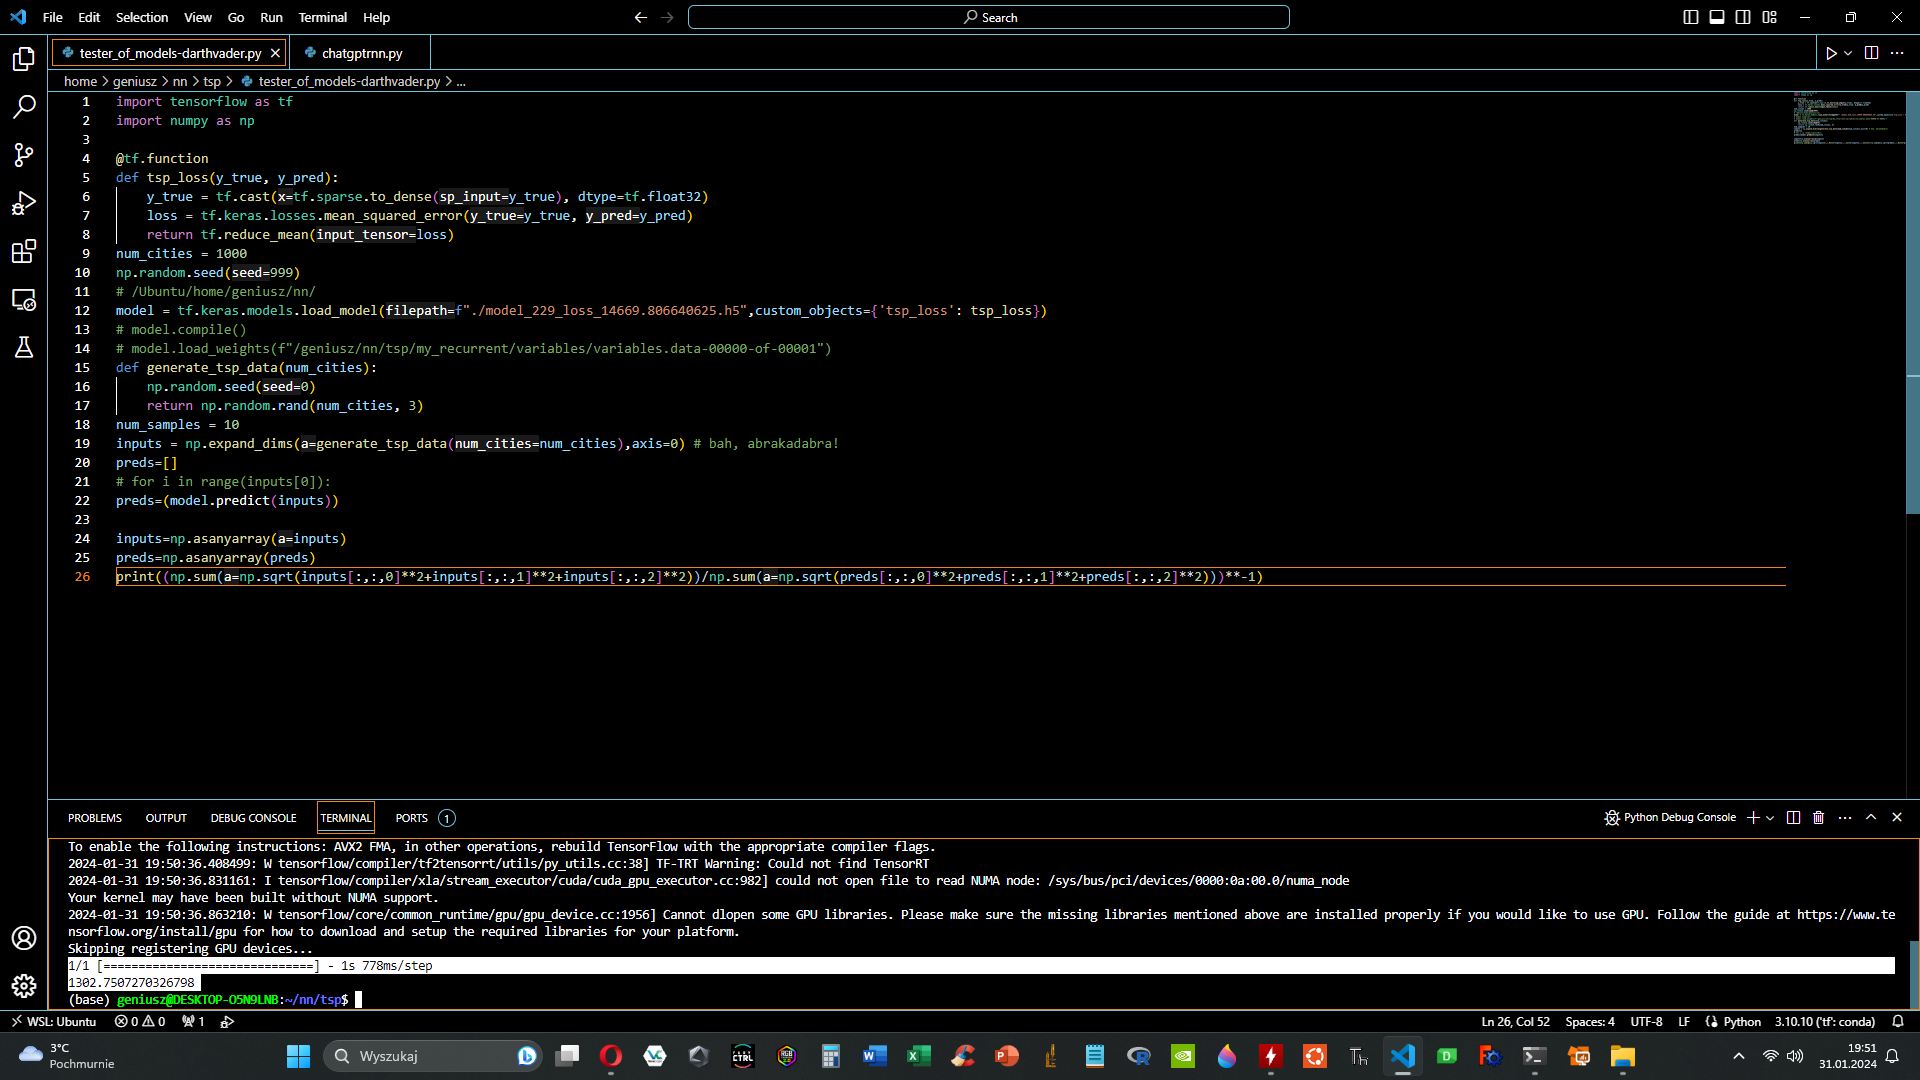 File Edit Selection View Go Run Terminal Help
Search
tester_of_models-darthvader.py
chatgptrnn.py
home > geniusz > nn > tsp > tester_of_models-darthvader.py > ...
1 import tensorflow as tf
2 import numpy as np
3
4 @tf.function
5 def tsp_loss(y_true, y_pred):
6 y_true = tf.cast(x=tf.sparse.to_dense(sp_input=y_true), dtype=tf.float32)
7 loss = tf.keras.losses.mean_squared_error(y_true=y_true, y_pred=y_pred)
8 return tf.reduce_mean(input_tensor=loss)
9 num_cities = 1000
10 np.random.seed(seed=999)
11 # /Ubuntu/home/geniusz/nn/
12 model = tf.keras.models.load_model(filepath=f"./model_229_loss_14669.806640625.h5",custom_objects={'tsp_loss': tsp_loss})
13 # model.compile()
14 # model.load_weights(f"/geniusz/nn/tsp/my_recurrent/variables/variables.data-00000-of-00001")
15 def generate_tsp_data(num_cities):
16 np.random.seed(seed=0)
17 return np.random.rand(num_cities, 3)
18 num_samples = 10
19 inputs = np.expand_dims(a=generate_tsp_data(num_cities=num_cities),axis=0) # bah, abrakadabra!
20 preds=[]
21 # for i in range(inputs[0]):
22 preds=(model.predict(inputs))
23
24 inputs=np.asanyarray(a=inputs)
25 preds=np.asanyarray(preds)
26 print((np.sum(a=np.sqrt(inputs[:,:,0]**2+inputs[:,:,1]**2+inputs[:,:,2]**2))/np.sum(a=np.sqrt(preds[:,:,0]**2+preds[:,:,1]**2+preds[:,:,2]**2)))**-1)
PROBLEMS OUTPUT DEBUG CONSOLE TERMINAL PORTS 1
Python Debug Console
To enable the following instructions: AVX2 FMA, in other operations, rebuild TensorFlow with the appropriate compiler flags.
2024-01-31 19:50:36.408499: W tensorflow/compiler/tf2tensorrt/utils/py_utils.cc:38] TF-TRT Warning: Could not find TensorRT
2024-01-31 19:50:36.831161: I tensorflow/compiler/xla/stream_executor/cuda/cuda_gpu_executor.cc:982] could not open file to read NUMA node: /sys/bus/pci/devices/0000:0a:00.0/numa_node
Your kernel may have been built without NUMA support.
2024-01-31 19:50:36.863210: W tensorflow/core/common_runtime/gpu/gpu_device.cc:1956] Cannot dlopen some GPU libraries. Please make sure the missing libraries mentioned above are installed properly if you would like to use GPU. Follow the guide at https://www.te
nsorflow.org/install/gpu for how to download and setup the required libraries for your platform.
Skipping registering GPU devices...
1/1 [==============================] - 1s 778ms/step
1302.7507270326798
(base) geniusz@DESKTOP-O5N9LNB:~/nn/tsp$
WSL: Ubuntu 0 0 1
Ln 26, Col 52 Spaces: 4 UTF-8 LF Python 3.10.10 ('tf': conda)
3°C
Pochmurnie
Wyszukaj
19:51
31.01.2024